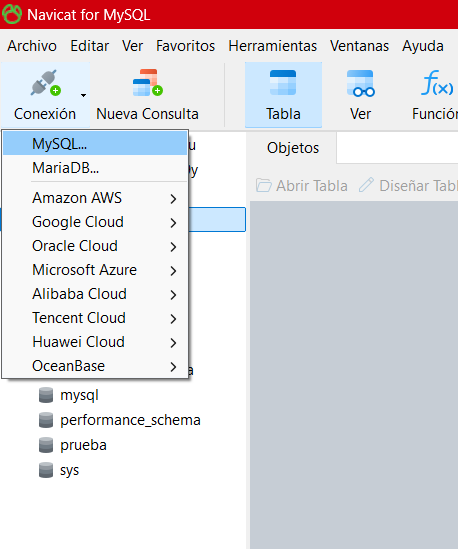 Navicat for MySQL
Archivo Editar Ver Favoritos Herramientas Ventanas Ayuda
Conexión Nueva Consulta Tabla Ver Función
MySQL...
MariaDB...
Objetos
Abrir Tabla Diseñar Tabl
Amazon AWS
Google Cloud
Oracle Cloud
Microsoft Azure
Alibaba Cloud
Tencent Cloud
Huawei Cloud
OceanBase
mysql
performance_schema
prueba
sys